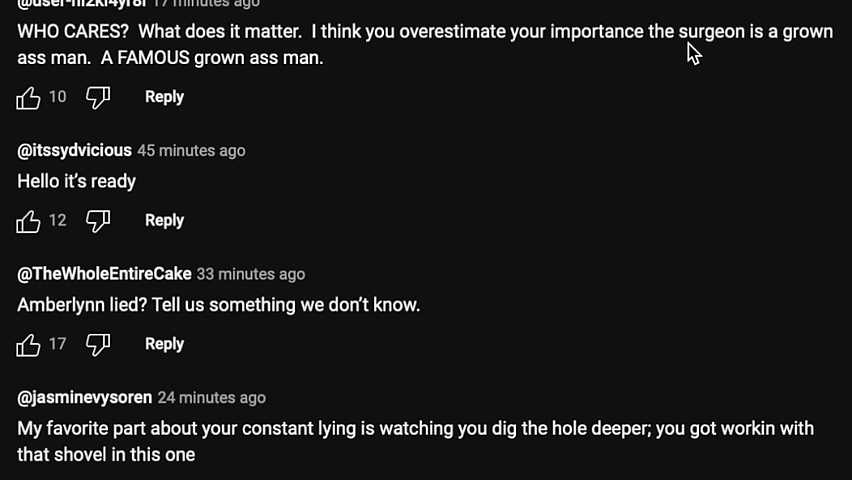 17 minutes ago
WHO CARES?  What does it matter.  I think you overestimate your importance the surgeon is a grown
ass man.  A FAMOUS grown ass man.
10 Reply
@itssydvicious 45 minutes ago
Hello it's ready
12 Reply
@TheWholeEntireCake 33 minutes ago
Amberlynn lied? Tell us something we don't know.
17 Reply
@jasminevysoren 24 minutes ago
My favorite part about your constant lying is watching you dig the hole deeper; you got workin with
that shovel in this one